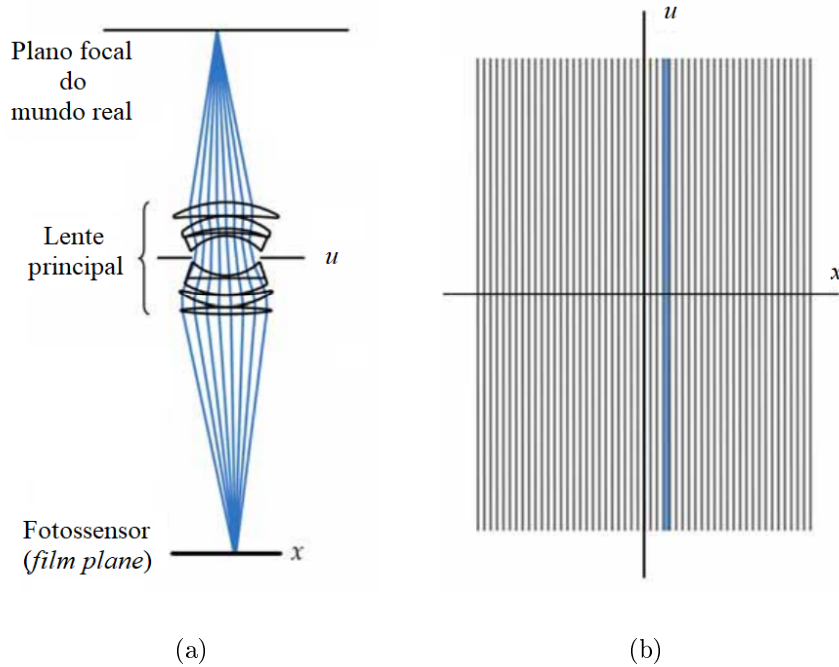 Plano focal
do
mundo real
Lente
principal
u
Fotossensor
(film plane)
x
u
x
(a)
(b)